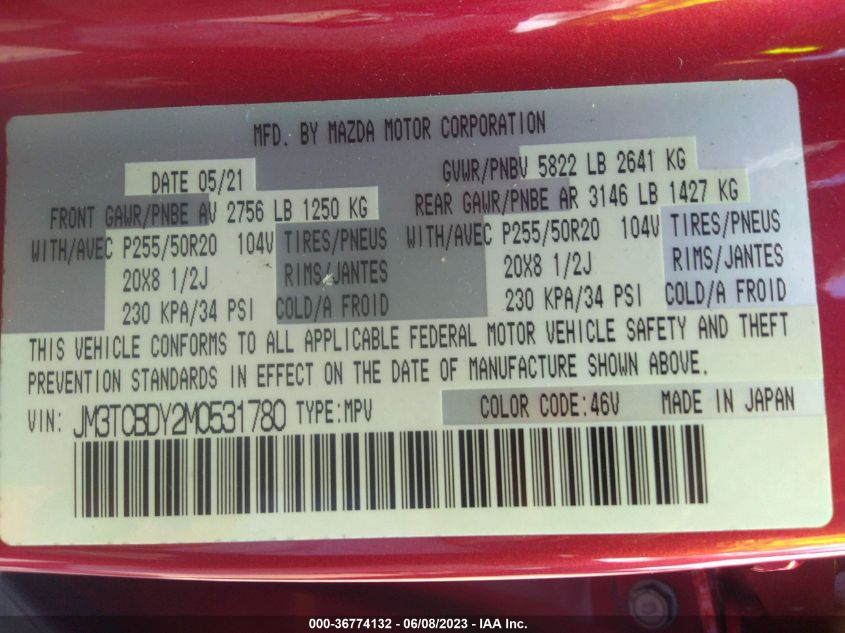 MFD. BY MAZDA MOTOR CORPORATION
DATE 05/21
GVWR/PNBV 5822 LB 2641 KG
FRONT GAWR/PNBE AV 2756 LB 1250 KG
REAR GAWR/PNBE AR 3146 LB 1427 KG
WITH/AVEC P255/50R20 104V TIRES/PNEUS
WITH/AVEC P255/50R20 104V TIRES/PNEUS
20X8 1/2J RIMS/JANTES
20X8 1/2J RIMS/JANTES
230 KPA/34 PSI COLD/A FROID
230 KPA/34 PSI COLD/A FROID
THIS VEHICLE CONFORMS TO ALL APPLICABLE FEDERAL MOTOR VEHICLE SAFETY AND THEFT
PREVENTION STANDARDS IN EFFECT ON THE DATE OF MANUFACTURE SHOWN ABOVE.
VIN: JM3TCBDY2M0531780 TYPE:MPV COLOR CODE:46V MADE IN JAPAN
000-36774132 - 06/08/2023 - IAA Inc.